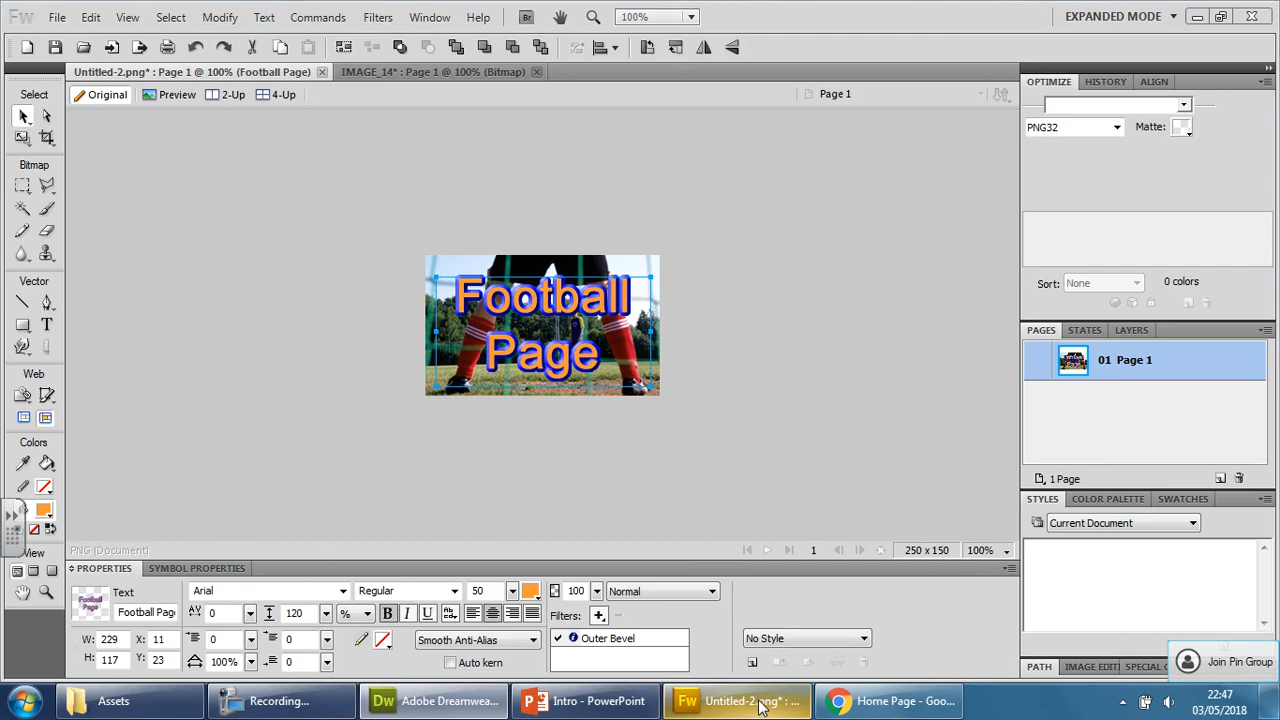 Fw File Edit View Select Modify Text Commands Filters Window Help Br 100% EXPANDED MODE
Untitled-2.png* : Page 1 @ 100% (Football Page) IMAGE_14* : Page 1 @ 100% (Bitmap) OPTIMIZE HISTORY ALIGN
Select Original Preview 2-Up 4-Up Page 1
PNG32 Matte:
Bitmap
Sort: None 0 colors
Vector
Football
Page
PAGES STATES LAYERS
01 Page 1
Web
Colors
1 Page
STYLES COLOR PALETTE SWATCHES
Current Document
View
PNG (Document) 1 250 x 150 100%
PROPERTIES SYMBOL PROPERTIES
Text Arial Regular 50 100 Normal
Football Page 0 120 % B I U Filters:
W: 229 X: 11 0 0 Smooth Anti-Alias Outer Bevel No Style
H: 117 Y: 23 100% 0 Auto kern
Join Pin Group
PATH IMAGE EDIT SPECIAL C
Assets Recording... Dw Adobe Dreamwea... Intro - PowerPoint Fw Untitled-2.png* : ... Home Page - Goo... 22:47
03/05/2018